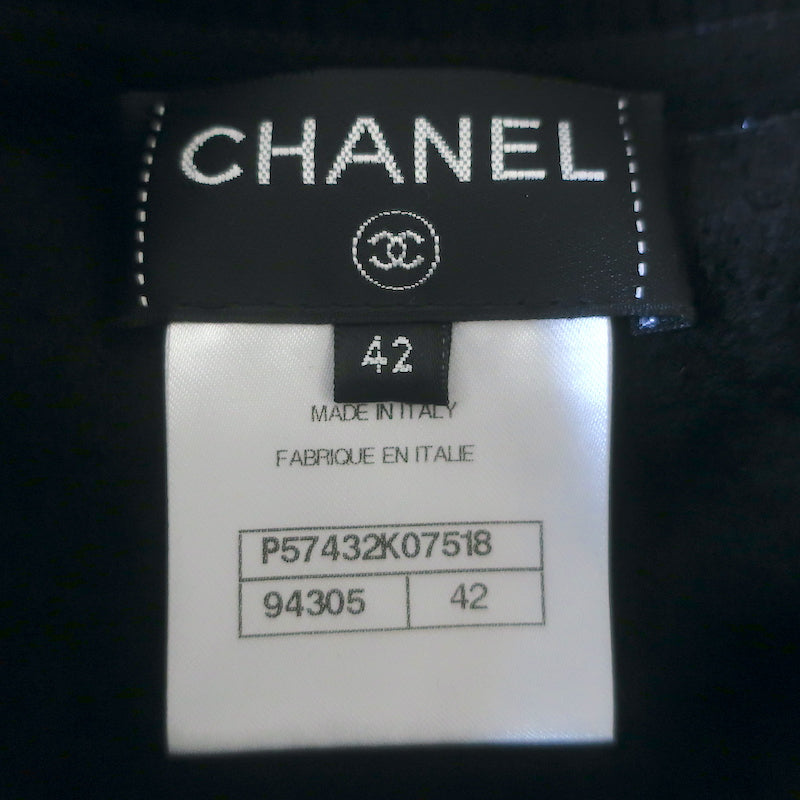 CHANEL
42
MADE IN ITALY
FABRIQUE EN ITALIE
P57432K07518
94305 42